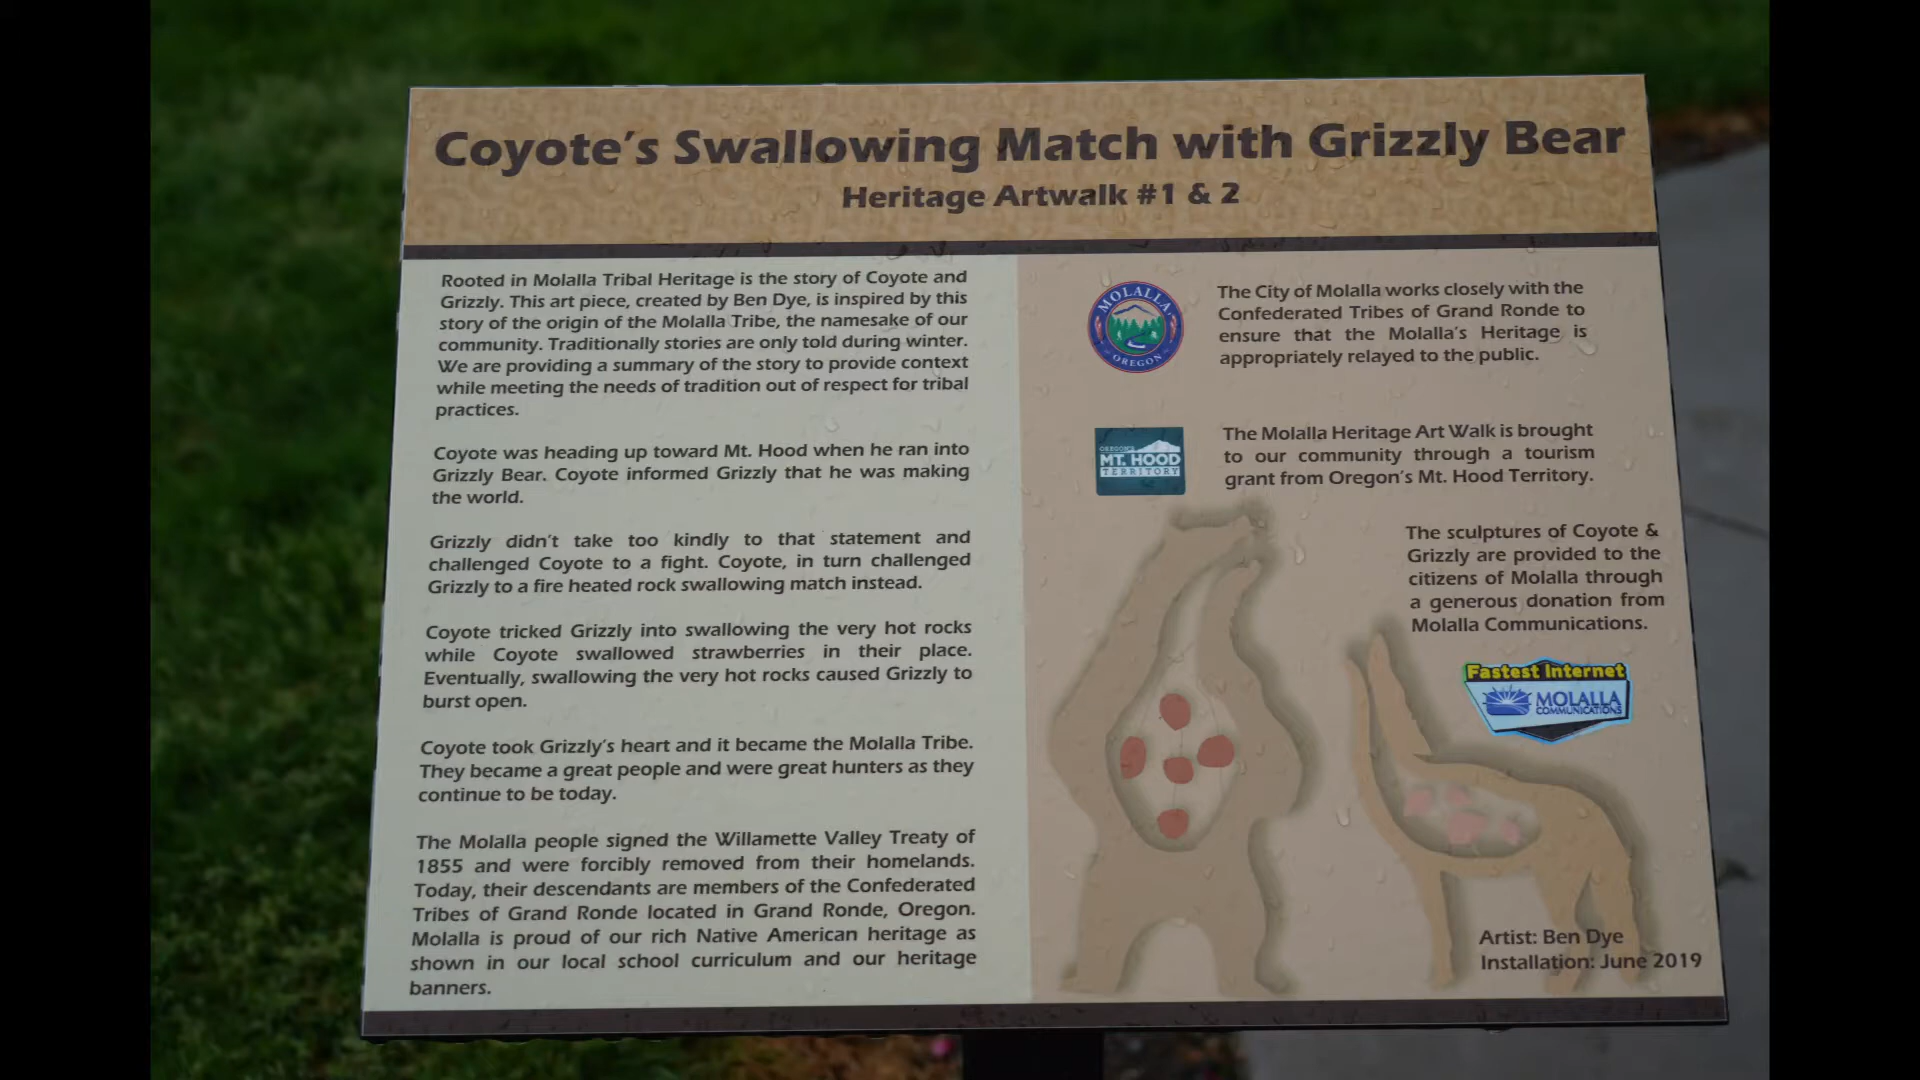 Coyote's Swallowing Match with Grizzly Bear
Heritage Artwalk #1 & 2
Rooted in Molalla Tribal Heritage is the story of Coyote and
Grizzly. This art piece, created by Ben Dye, is inspired by this
story of the origin of the Molalla Tribe, the namesake of our
community. Traditionally stories are only told during winter.
We are providing a summary of the story to provide context
while meeting the needs of tradition out of respect for tribal
practices.
Coyote was heading up toward Mt. Hood when he ran into
Grizzly Bear. Coyote informed Grizzly that he was making
the world.
Grizzly didn't take too kindly to that statement and
challenged Coyote to a fight. Coyote, in turn challenged
Grizzly to a fire heated rock swallowing match instead.
Coyote tricked Grizzly into swallowing the very hot rocks
while Coyote swallowed strawberries in their place.
Eventually, swallowing the very hot rocks caused Grizzly to
burst open.
Coyote took Grizzly's heart and it became the Molalla Tribe.
They became a great people and were great hunters as they
continue to be today.
The Molalla people signed the Willamette Valley Treaty of
1855 and were forcibly removed from their homelands.
Today, their descendants are members of the Confederated
Tribes of Grand Ronde located in Grand Ronde, Oregon.
Molalla is proud of our rich Native American heritage as
shown in our local school curriculum and our heritage
banners.
MOLALLA
OREGON
The City of Molalla works closely with the
Confederated Tribes of Grand Ronde to
ensure that the Molalla's Heritage is
appropriately relayed to the public.
OREGON'S
MT. HOOD
TERRITORY
The Molalla Heritage Art Walk is brought
to our community through a tourism
grant from Oregon's Mt. Hood Territory.
The sculptures of Coyote &
Grizzly are provided to the
citizens of Molalla through
a generous donation from
Molalla Communications.
Fastest Internet
MOLALLA
COMMUNICATIONS
Artist: Ben Dye
Installation: June 2019